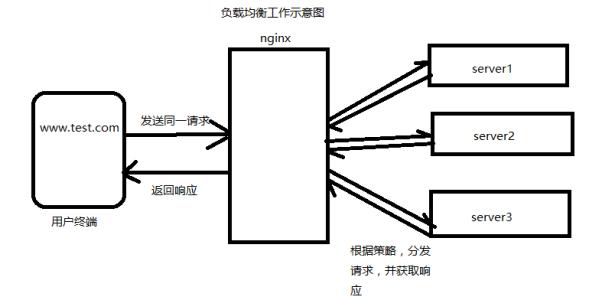 负载均衡工作示意图
nginx
server1
www.test.com
发送同一请求
server2
返回响应
用户终端
server3
根据策略，分发
请求，并获取响
应